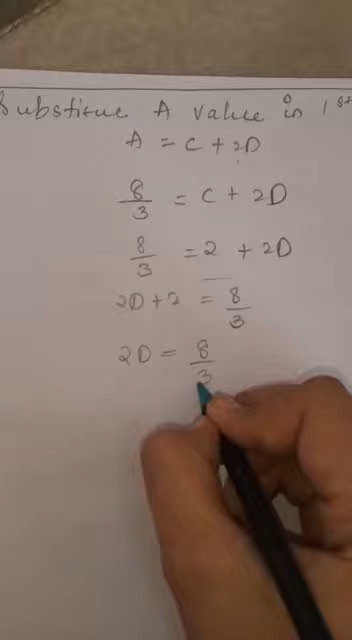 Substitue A value in 1st
A = C + 2D
8/3 = C + 2D
8/3 = 2 + 2D
2D + 2 = 8/3
2D = 8/3